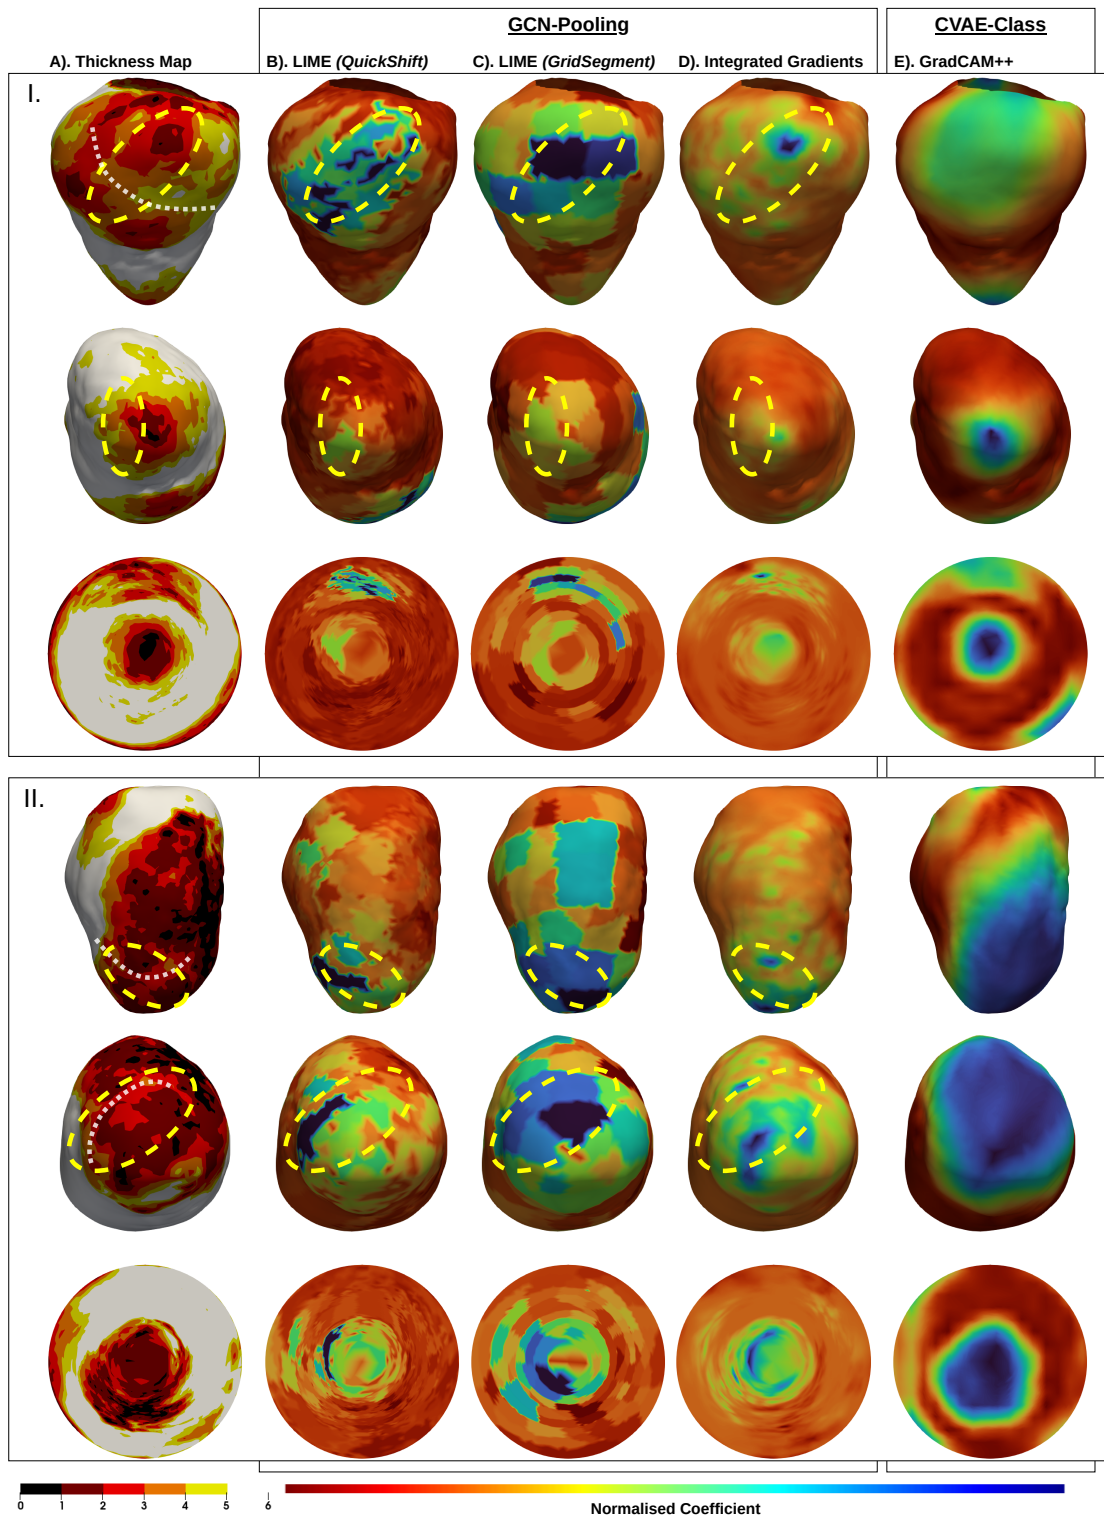 GCN-Pooling
CVAE-Class
A). Thickness Map
B). LIME (QuickShift)
C). LIME (GridSegment)
D). Integrated Gradients
E). GradCAM++
I.
II.
0 1 2 3 4 5
6
Normalised Coefficient